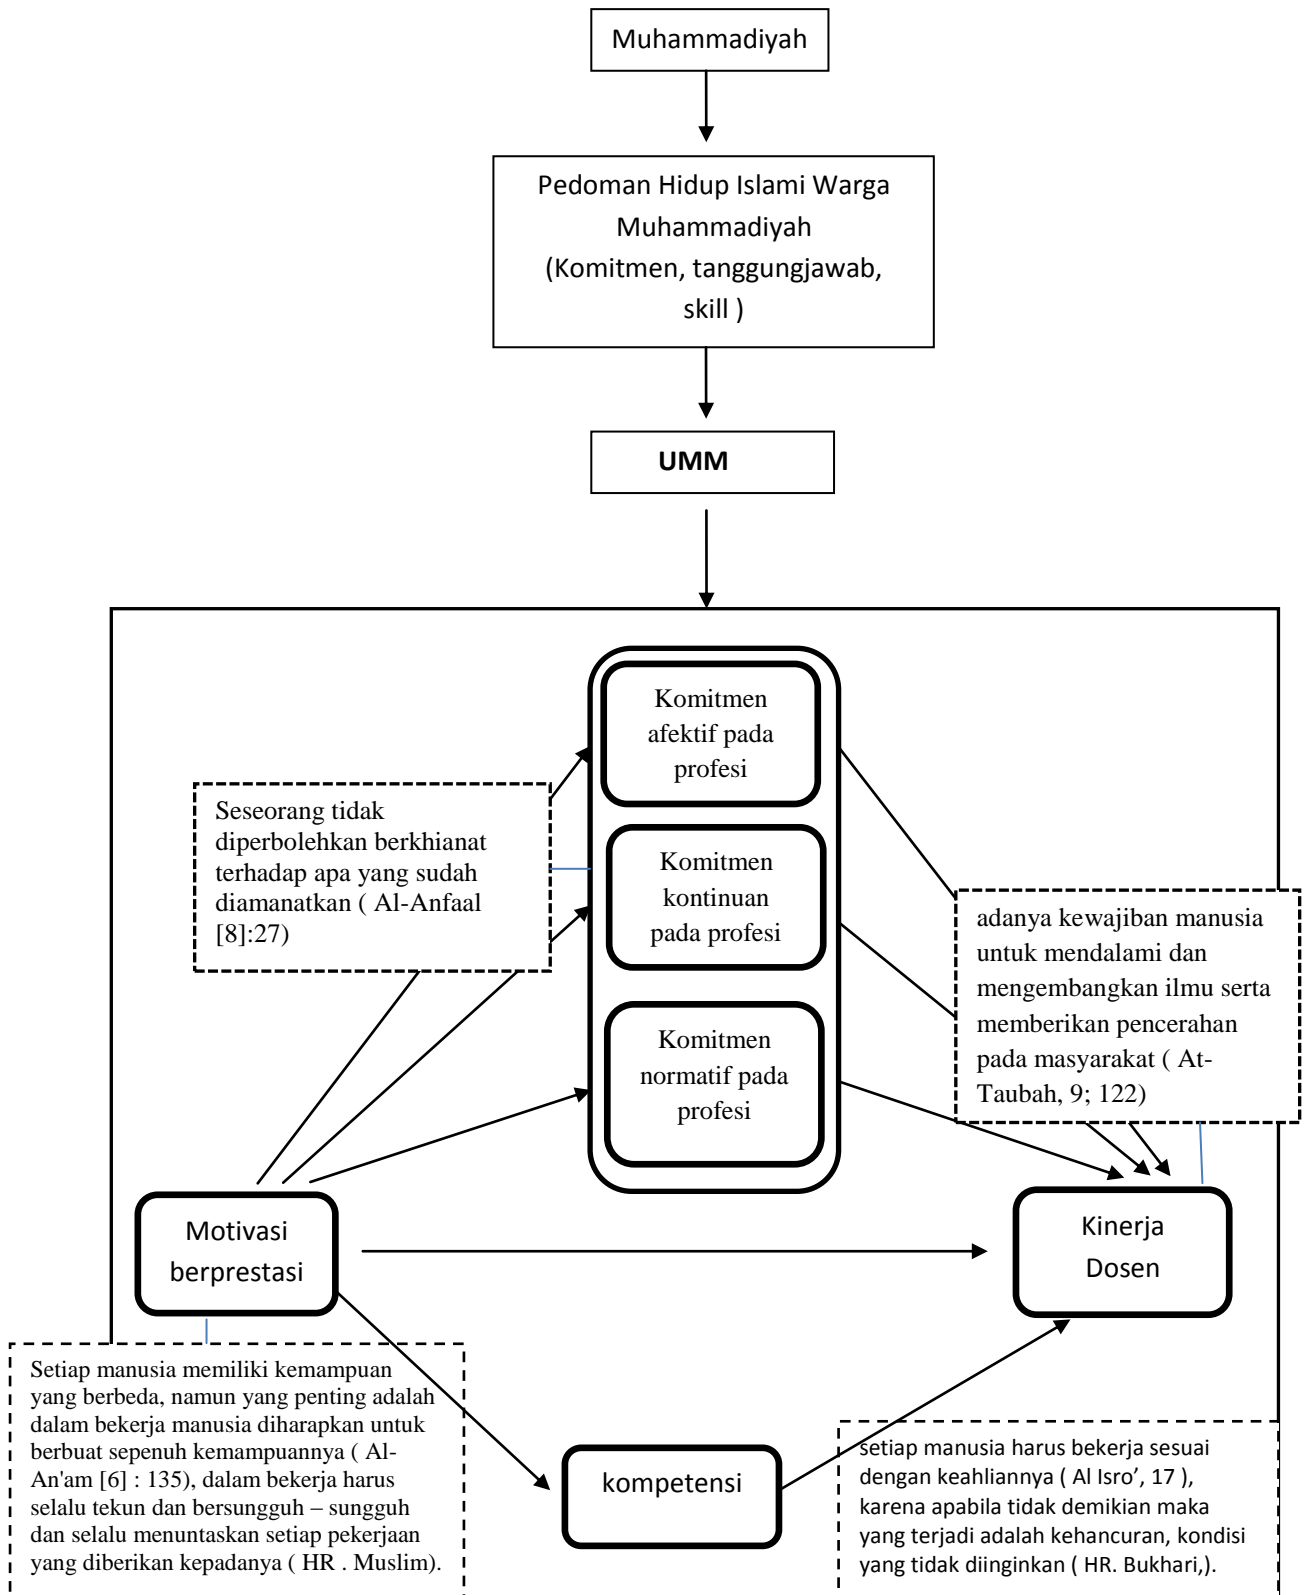 Muhammadiyah
Pedoman Hidup Islami Warga
Muhammadiyah
(Komitmen, tanggungjawab,
skill )
UMM
Komitmen
afektif pada
profesi
Seseorang tidak
diperbolehkan berkhianat
terhadap apa yang sudah
diamanatkan ( Al-Anfaal
[8]:27)
Komitmen
kontinuan
pada profesi
adanya kewajiban manusia
untuk mendalami dan
mengembangkan ilmu serta
memberikan pencerahan
pada masyarakat ( At-
Taubah, 9; 122)
Komitmen
normatif pada
profesi
Motivasi
berprestasi
Kinerja
Dosen
Setiap manusia memiliki kemampuan
yang berbeda, namun yang penting adalah
dalam bekerja manusia diharapkan untuk
berbuat sepenuh kemampuannya ( Al-
An'am [6] : 135), dalam bekerja harus
selalu tekun dan bersungguh – sungguh
dan selalu menuntaskan setiap pekerjaan
yang diberikan kepadanya ( HR . Muslim).
kompetensi
setiap manusia harus bekerja sesuai
dengan keahliannya ( Al Isro’, 17 ),
karena apabila tidak demikian maka
yang terjadi adalah kehancuran, kondisi
yang tidak diinginkan ( HR. Bukhari,).